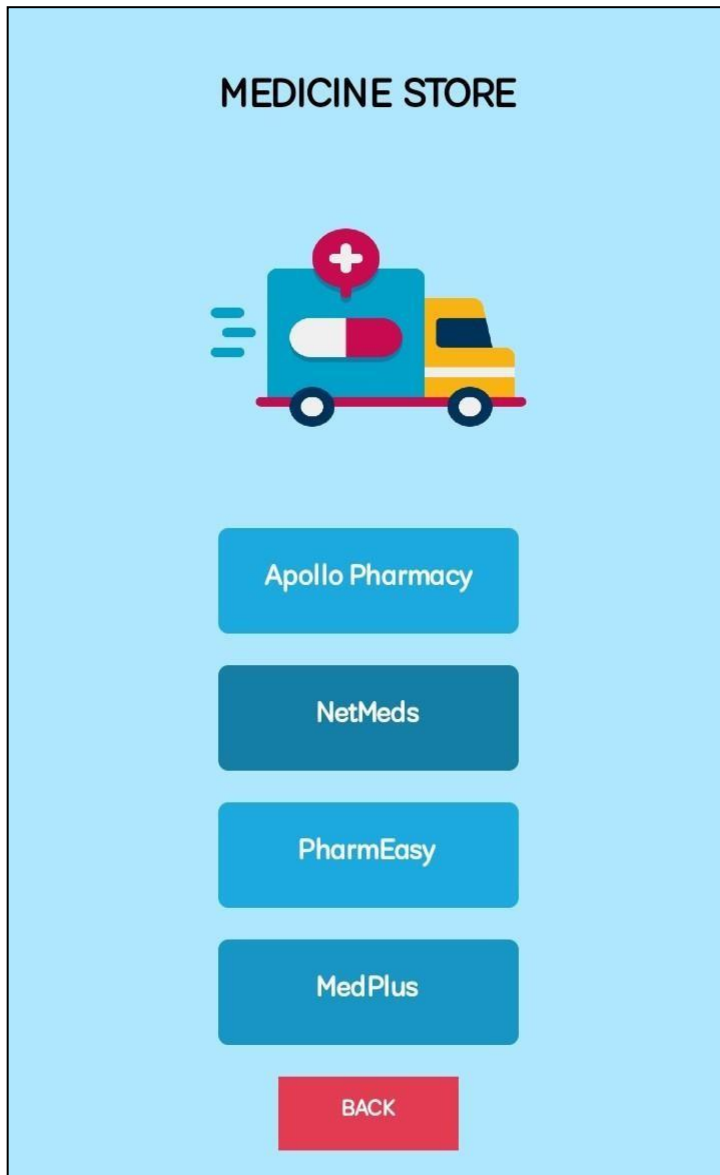 MEDICINE STORE
Apollo Pharmacy
NetMeds
PharmEasy
MedPlus
BACK